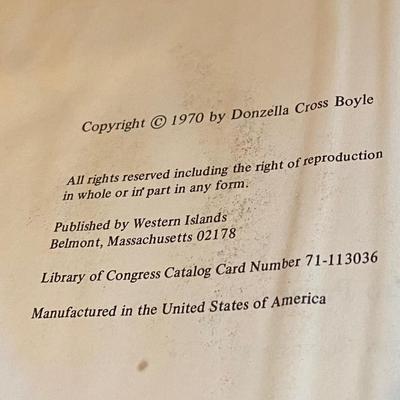 Copyright © 1970 by Donzella Cross Boyle
All rights reserved including the right of reproduction
in whole or in part in any form.
Published by Western Islands
Belmont, Massachusetts 02178
Library of Congress Catalog Card Number 71-113036
Manufactured in the United States of America